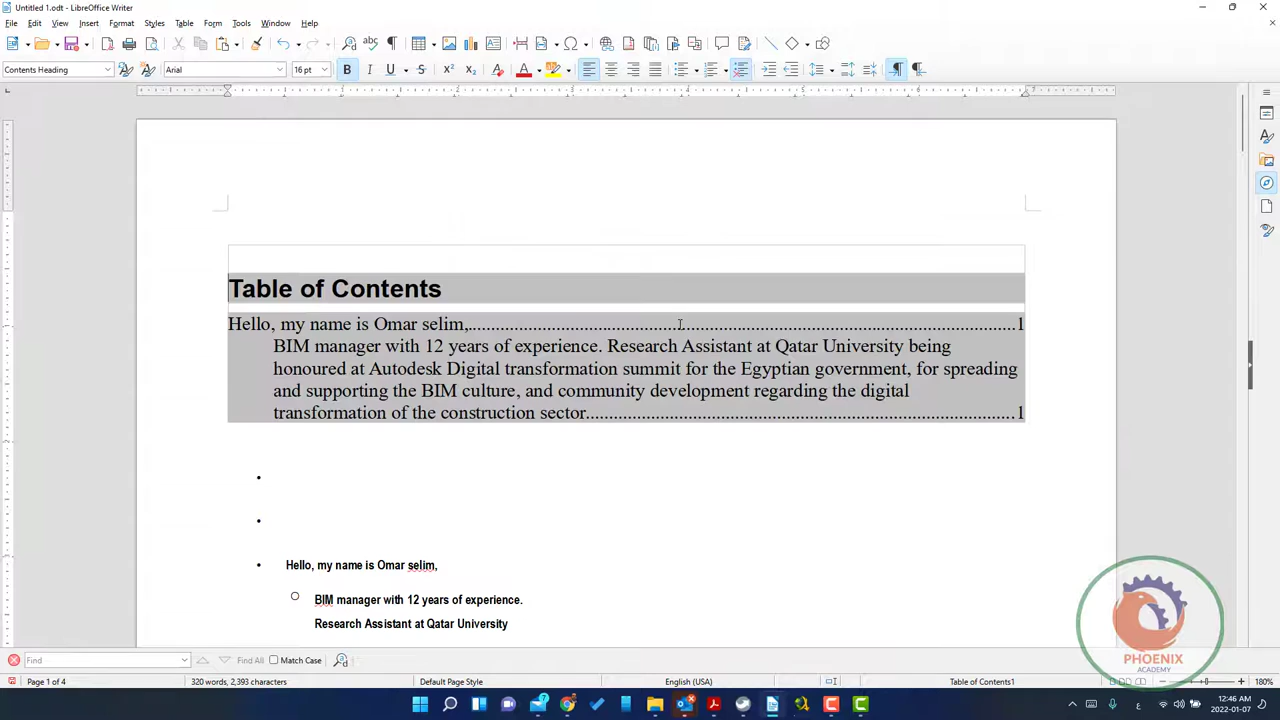 Untitled 1.odt - LibreOffice Writer
File Edit View Insert Format Styles Table Form Tools Window Help
Contents Heading Arial 16 pt
Table of Contents
Hello, my name is Omar selim,..........................................................................................................1
BIM manager with 12 years of experience. Research Assistant at Qatar University being
honoured at Autodesk Digital transformation summit for the Egyptian government, for spreading
and supporting the BIM culture, and community development regarding the digital
transformation of the construction sector.....................................................................................1
• Hello, my name is Omar selim,
BIM manager with 12 years of experience.
Research Assistant at Qatar University
PHOENIX
ACADEMY
Find Find All Match Case
Page 1 of 4 320 words, 2,393 characters Default Page Style English (USA) Table of Contents1 180%
12:46 AM
2022-01-07